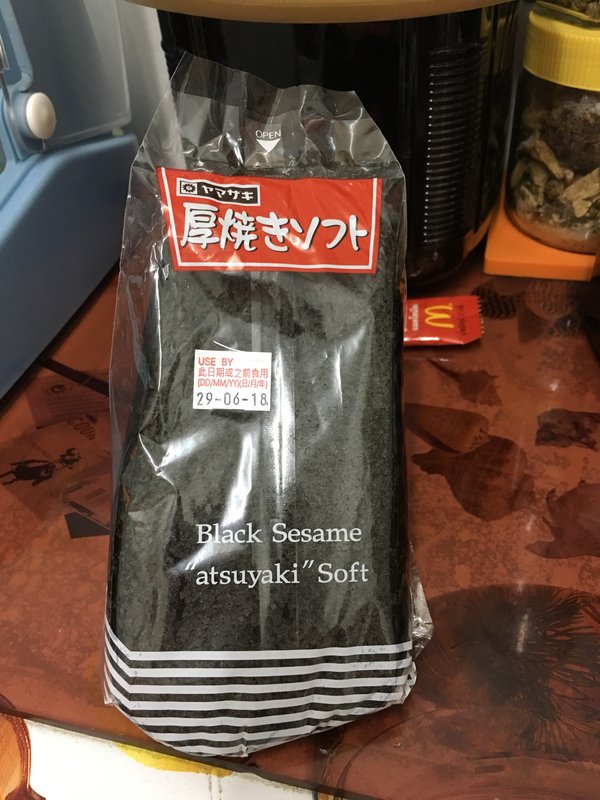 OPEN
ヤマザキ
厚焼きソフト
USE BY
此日期或之前食用
(DD/MM/YY)(日/月/年)
29-06-18
Black Sesame
"atsuyaki" Soft